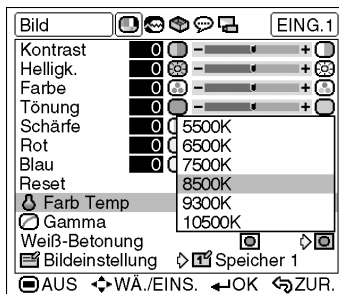 Bild EING.1
Kontrast 0 - +
Helligk. 0 - +
Farbe 0 - +
Tönung 0 - +
Schärfe 0 5500K
Rot 0 6500K
Blau 0 7500K
Reset 8500K
Farb Temp 9300K
Gamma 10500K
Weiß-Betonung
Bildeinstellung Speicher 1
AUS WÄ./EINS. OK ZUR.